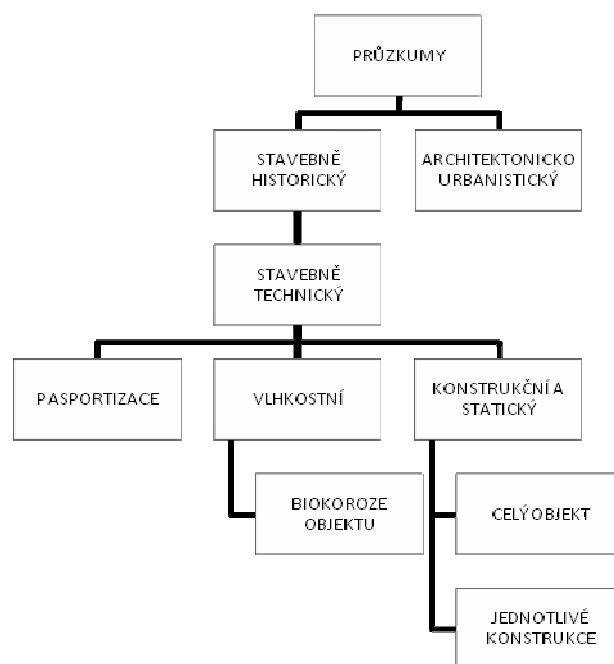 PRŮZKUMY
STAVEBNĚ
HISTORICKÝ
ARCHITEKTONICKO
URBANISTICKÝ
STAVEBNĚ
TECHNICKÝ
PASPORTIZACE
VLHKOSTNÍ
KONSTRUKČNÍ A
STATICKÝ
BIOKOROZE
OBJEKTU
CELÝ OBJEKT
JEDNOTLIVÉ
KONSTRUKCE